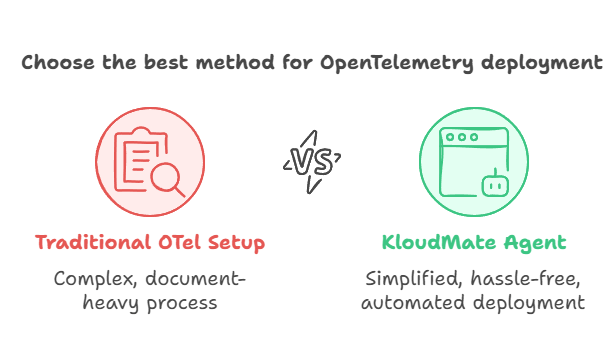 Choose the best method for OpenTelemetry deployment
VS
Traditional OTel Setup
KloudMate Agent
Complex, document-
heavy process
Simplified, hassle-free,
automated deployment